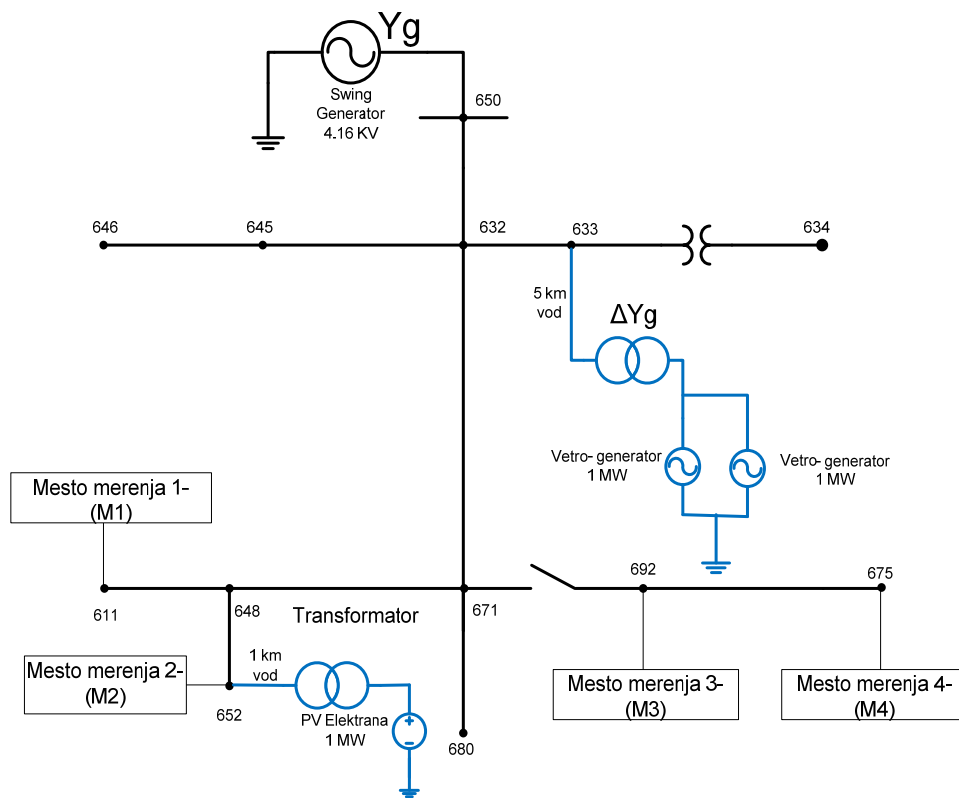 Yg
Swing
Generator
4.16 KV
650
646
645
632
633
634
5 km
vod
ΔYg
Vetro- generator
1 MW
Vetro- generator
1 MW
Mesto merenja 1-
(M1)
611
648
Transformator
671
692
675
Mesto merenja 2-
(M2)
1 km
vod
652
PV Elektrana
1 MW
680
Mesto merenja 3-
(M3)
Mesto merenja 4-
(M4)